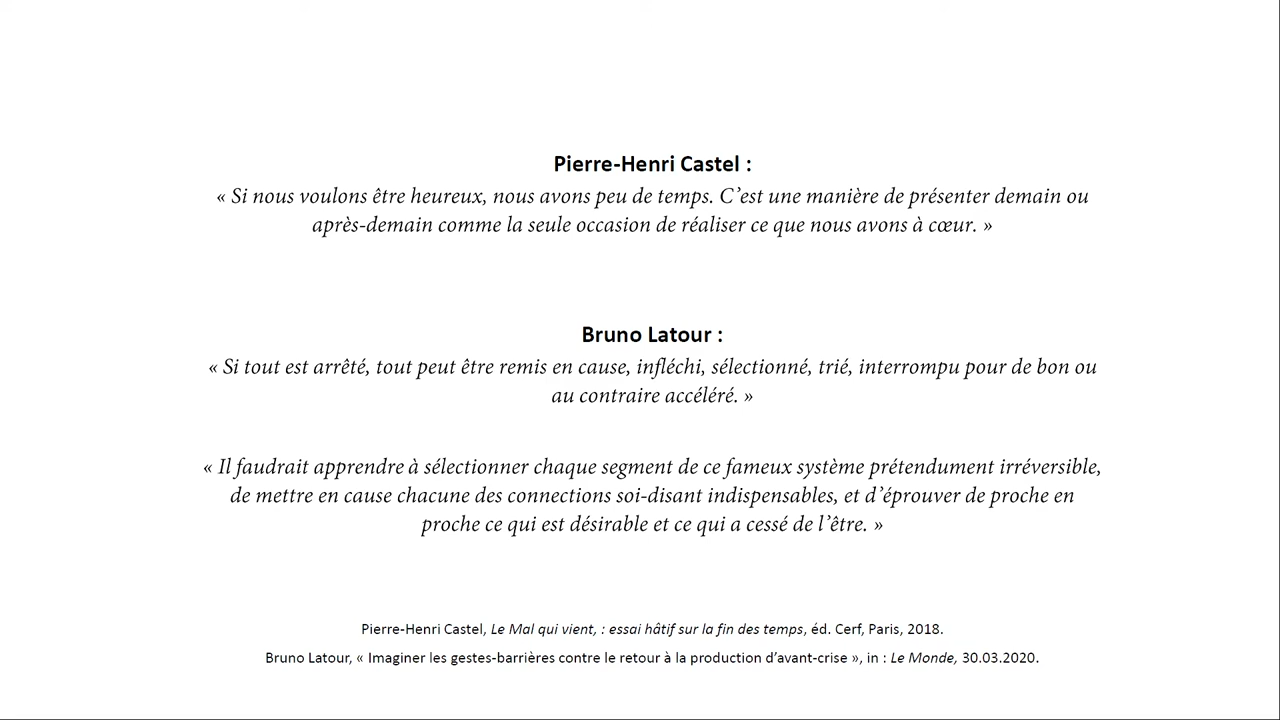 Pierre-Henri Castel :
« Si nous voulons être heureux, nous avons peu de temps. C’est une manière de présenter demain ou
après-demain comme la seule occasion de réaliser ce que nous avons à cœur. »
Bruno Latour :
« Si tout est arrêté, tout peut être remis en cause, infléchi, sélectionné, trié, interrompu pour de bon ou
au contraire accéléré. »
« Il faudrait apprendre à sélectionner chaque segment de ce fameux système prétendument irréversible,
de mettre en cause chacune des connections soi-disant indispensables, et d’éprouver de proche en
proche ce qui est désirable et ce qui a cessé de l’être. »
Pierre-Henri Castel, Le Mal qui vient, : essai hâtif sur la fin des temps, éd. Cerf, Paris, 2018.
Bruno Latour, « Imaginer les gestes-barrières contre le retour à la production d’avant-crise », in : Le Monde, 30.03.2020.